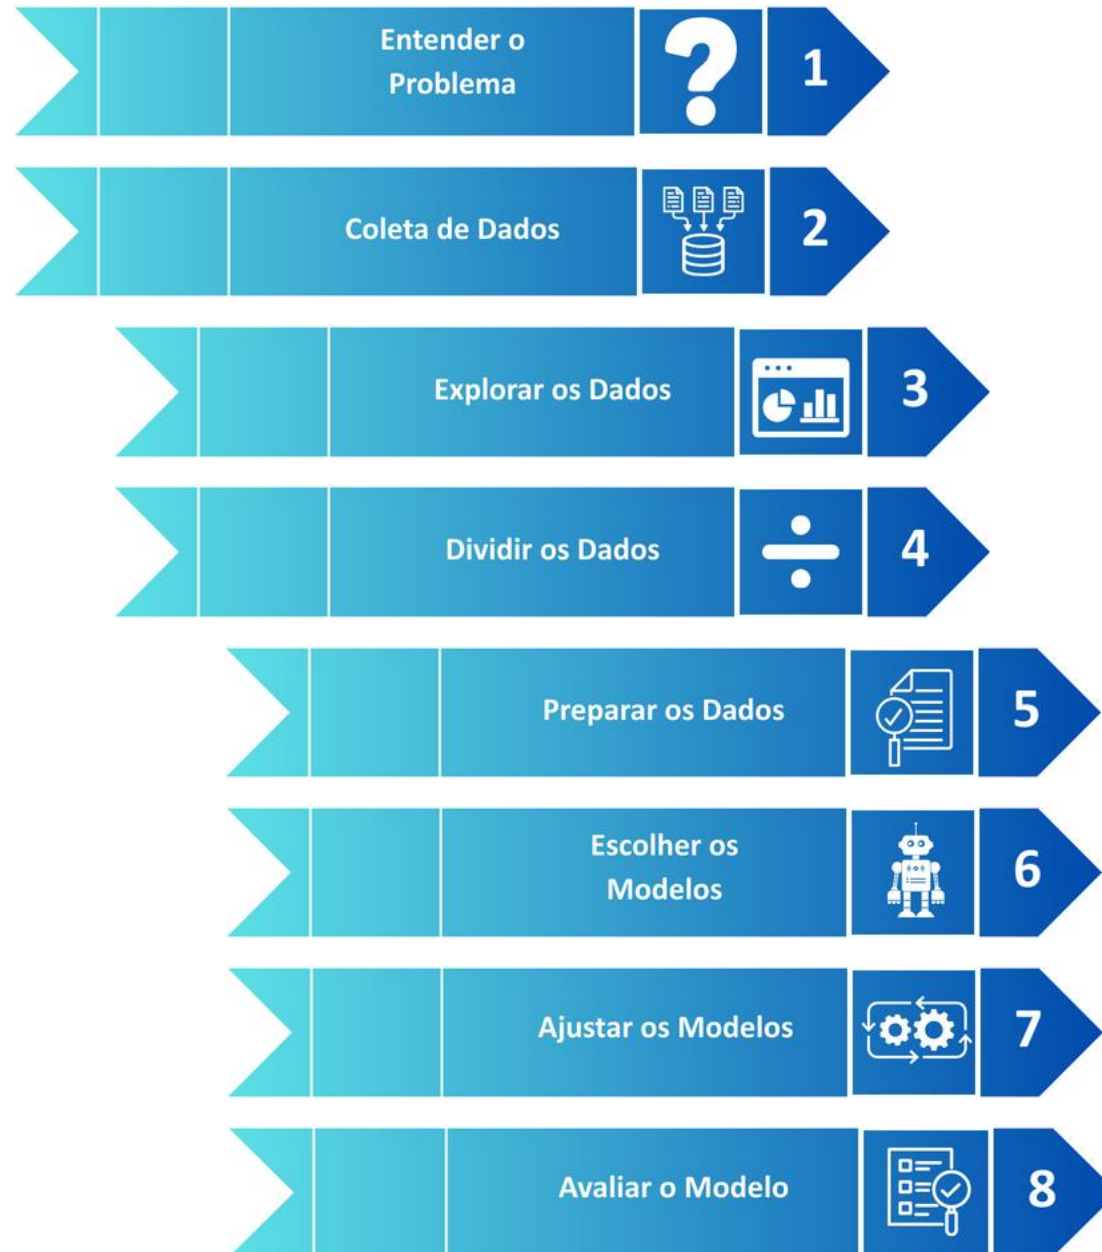 Entender o
Problema
1
Coleta de Dados
2
Explorar os Dados
3
Dividir os Dados
4
Preparar os Dados
5
Escolher os
Modelos
6
Ajustar os Modelos
7
Avaliar o Modelo
8